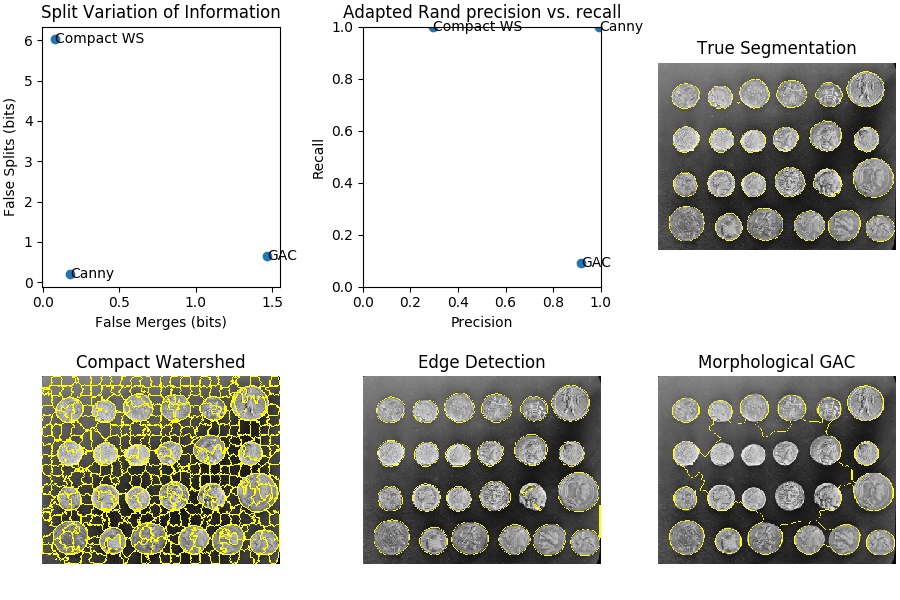 Split Variation of Information
Adapted Rand precision vs. recall
Compact WS
Canny
GAC
6
5
4
3
2
1
0
False Splits (bits)
0.0
0.5
1.0
1.5
False Merges (bits)
Compact WS
Canny
GAC
1.0
0.8
0.6
0.4
0.2
0.0
Recall
0.0
0.2
0.4
0.6
0.8
1.0
Precision
True Segmentation
Compact Watershed
Edge Detection
Morphological GAC